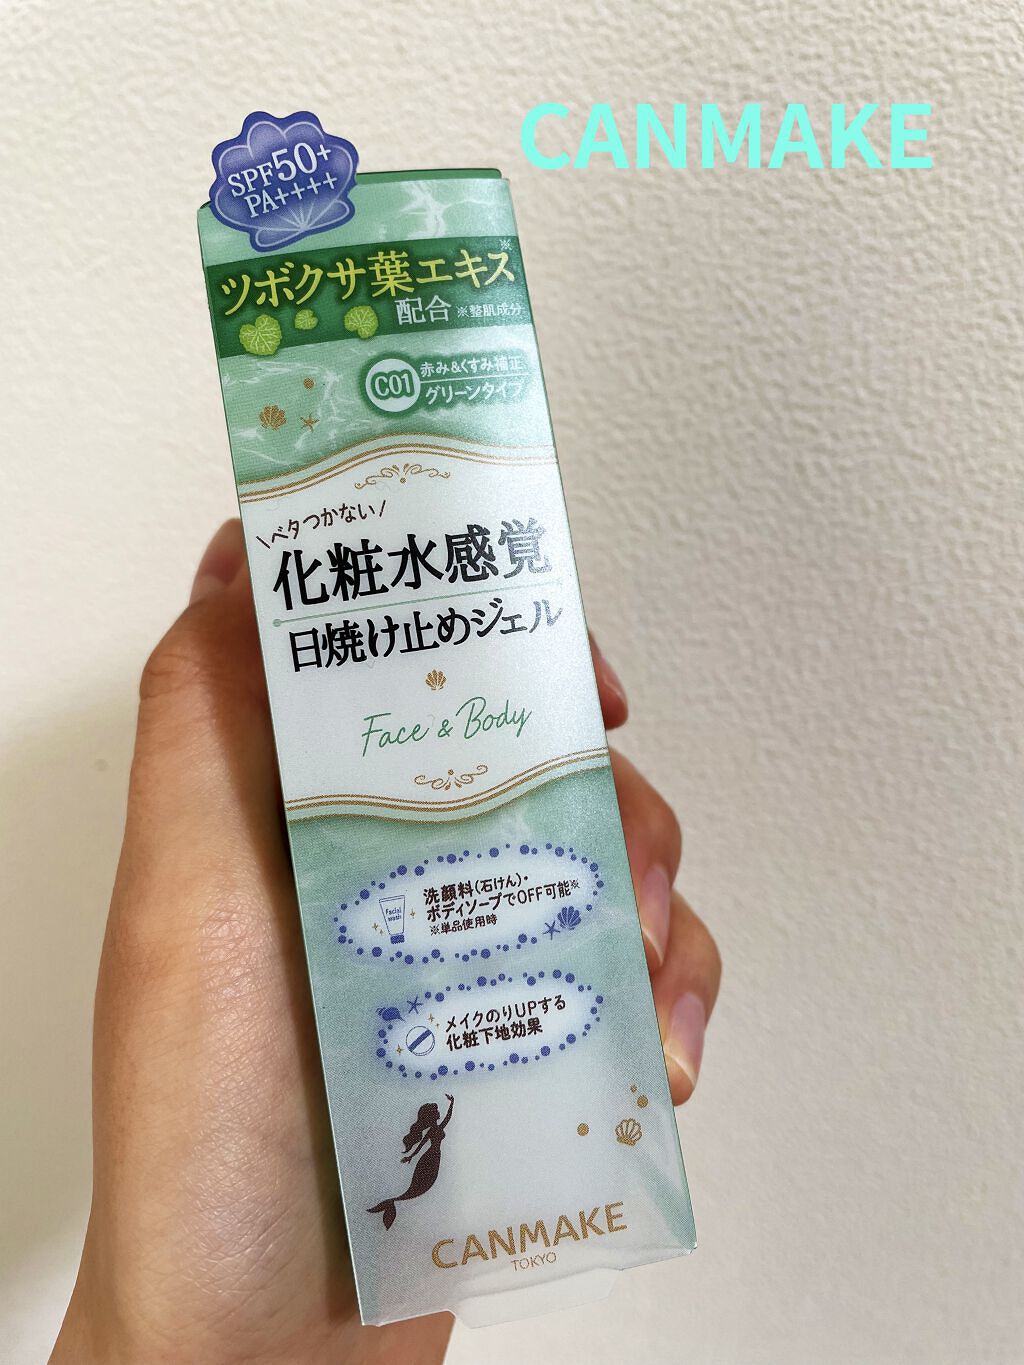 CANMAKE
SPF50+
PA++++
ツボクサ葉エキス※
配合 ※整肌成分
C01
赤み&くすみ補正
グリーンタイプ
\ベタつかない/
化粧水感覚
日焼け止めジェル
Face & Body
Facial
wash
洗顔料(石けん)・
ボディソープでOFF可能※
※単品使用時
メイクのりUPする
化粧下地効果
CANMAKE
TOKYO